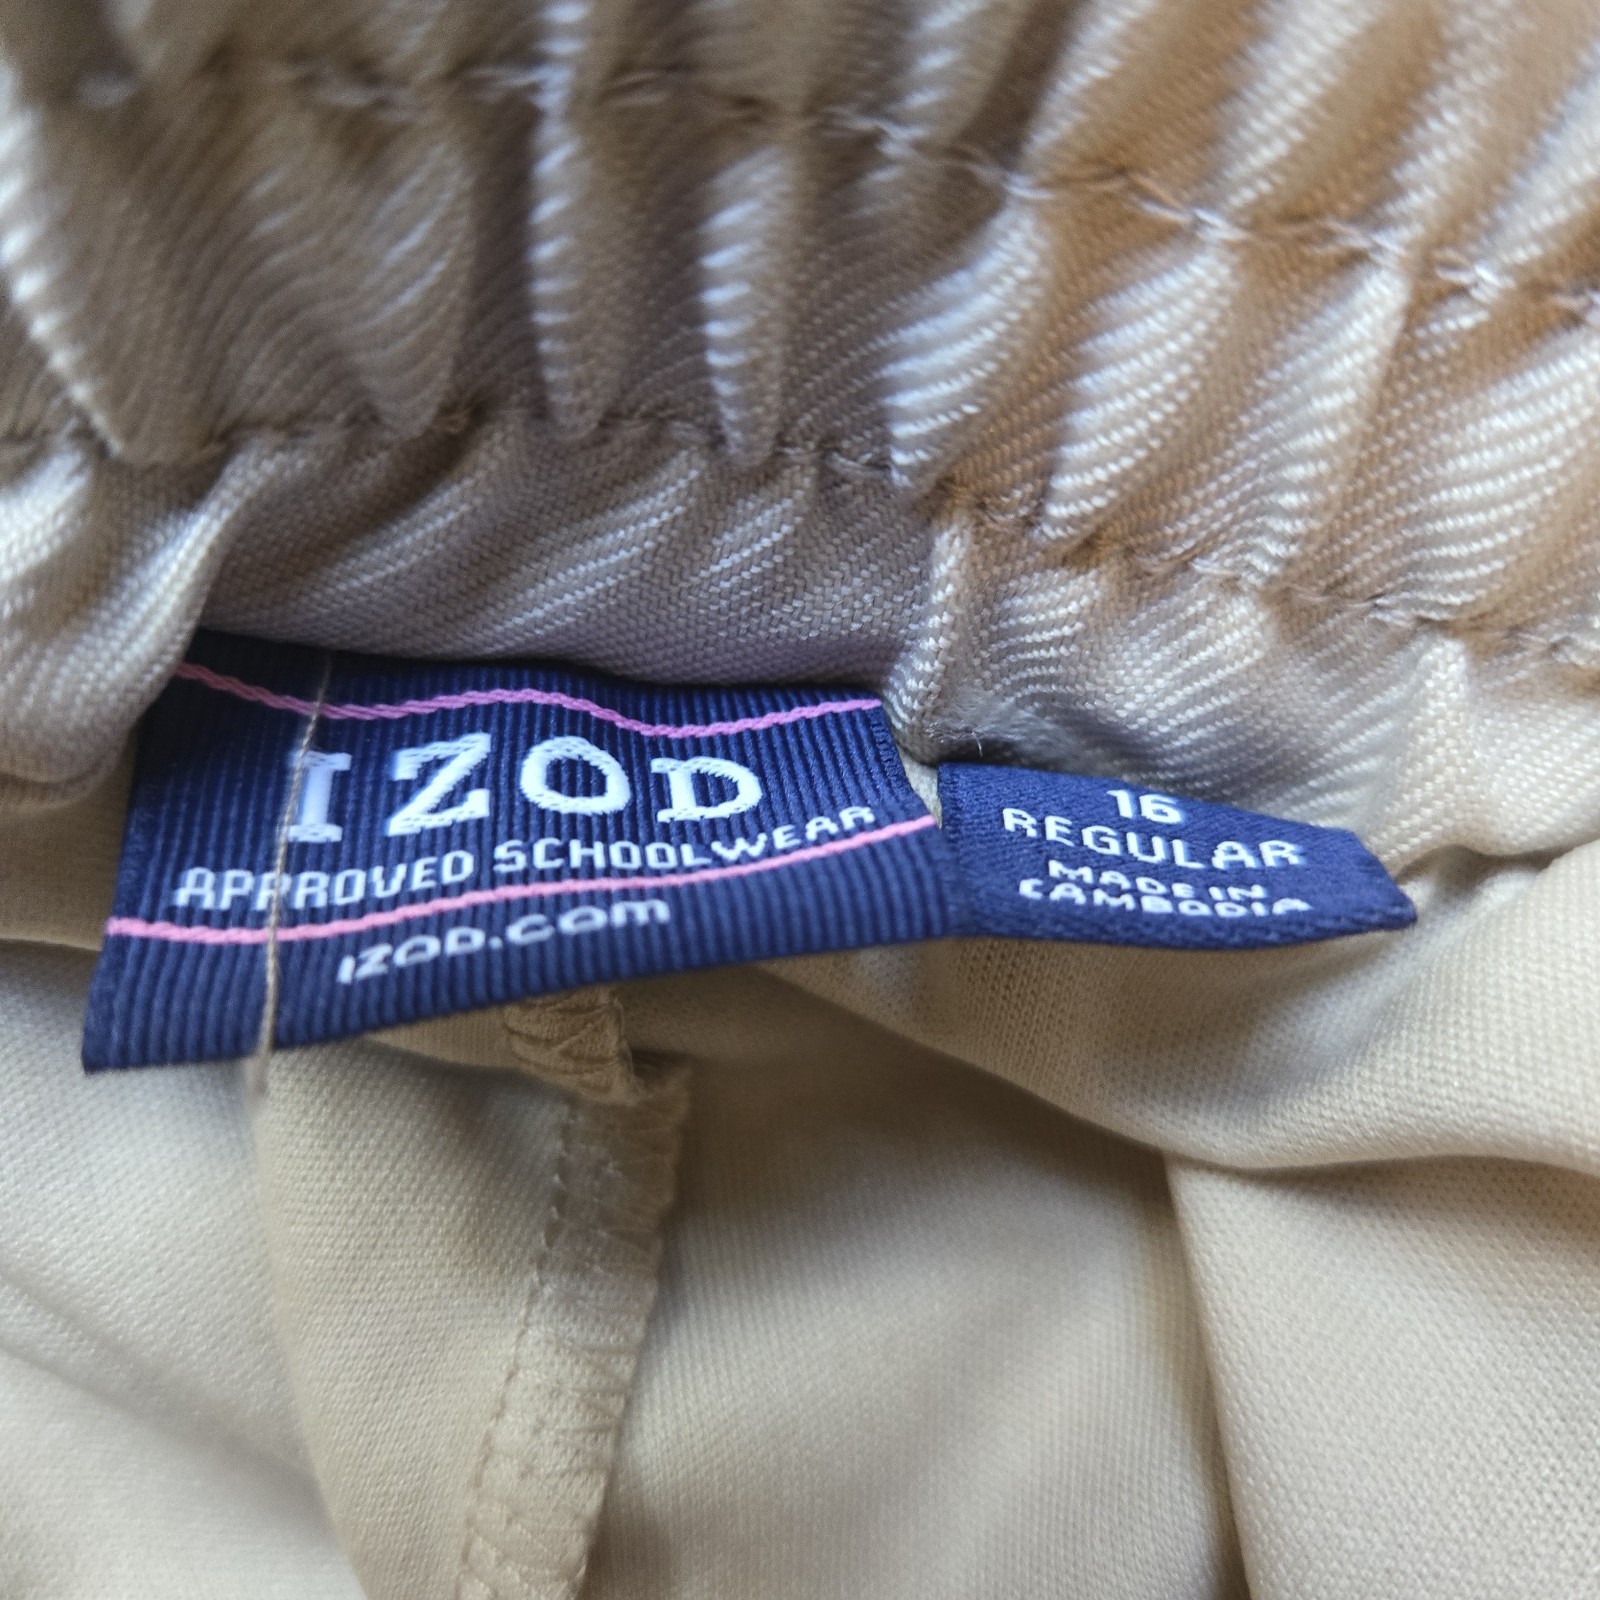 IZOD
APPROVED SCHOOLWEAR
IZOD.com
16
REGULAR
MADE IN
CAMBODIA